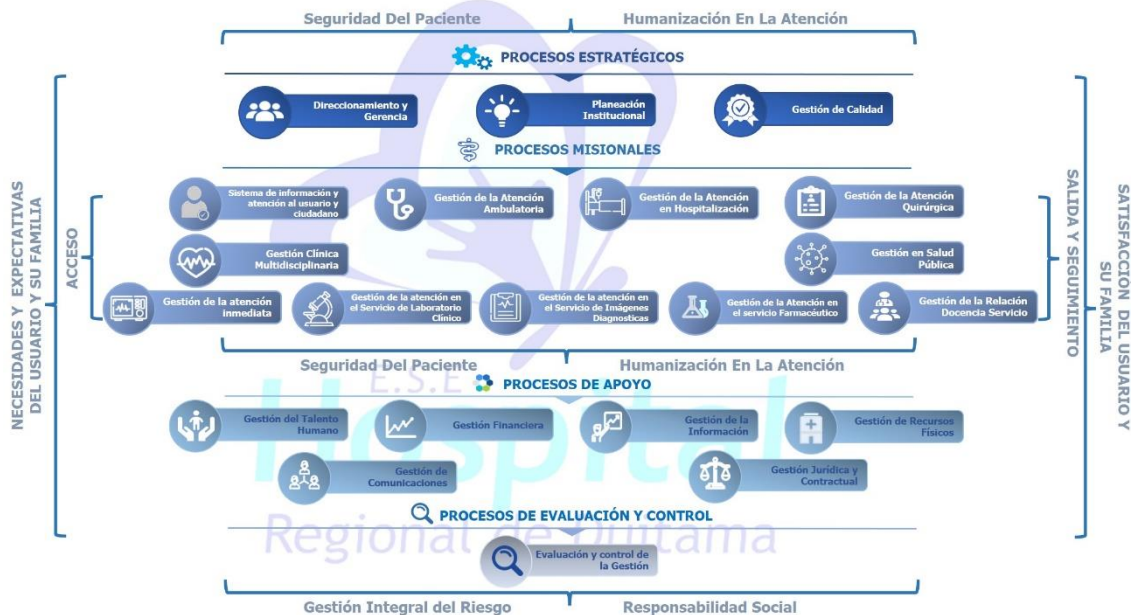 Seguridad Del Paciente
Humanización En La Atención
PROCESOS ESTRATÉGICOS
Direccionamiento y
Gerencia
Planeación
Institucional
Gestión de Calidad
PROCESOS MISIONALES
NECESIDADES Y EXPECTATIVAS
DEL USUARIO Y SU FAMILIA
ACCESO
Sistema de información y
atención al usuario y
ciudadano
Gestión de la Atención
Ambulatoria
Gestión de la Atención
en Hospitalización
Gestión de la Atención
Quirúrgica
Gestión Clínica
Multidisciplinaria
Gestión en Salud
Pública
Gestión de la atención
inmediata
Gestión de la atención en
el Servicio de Laboratorio
Clínico
Gestión de la atención en
el Servicio de Imágenes
Diagnosticas
Gestión de la Atención en
el servicio Farmacéutico
Gestión de la Relación
Docencia Servicio
SALIDA Y SEGUIMIENTO
SATISFACCIÓN DEL USUARIO Y
SU FAMILIA
Seguridad Del Paciente
Humanización En La Atención
E.S.E
Hospital
Regional de Duitama
PROCESOS DE APOYO
Gestión del Talento
Humano
Gestión Financiera
Gestión de la
Información
Gestión de Recursos
Físicos
Gestión de
Comunicaciones
Gestión Jurídica y
Contractual
PROCESOS DE EVALUACIÓN Y CONTROL
Evaluación y control de
la Gestión
Gestión Integral del Riesgo
Responsabilidad Social